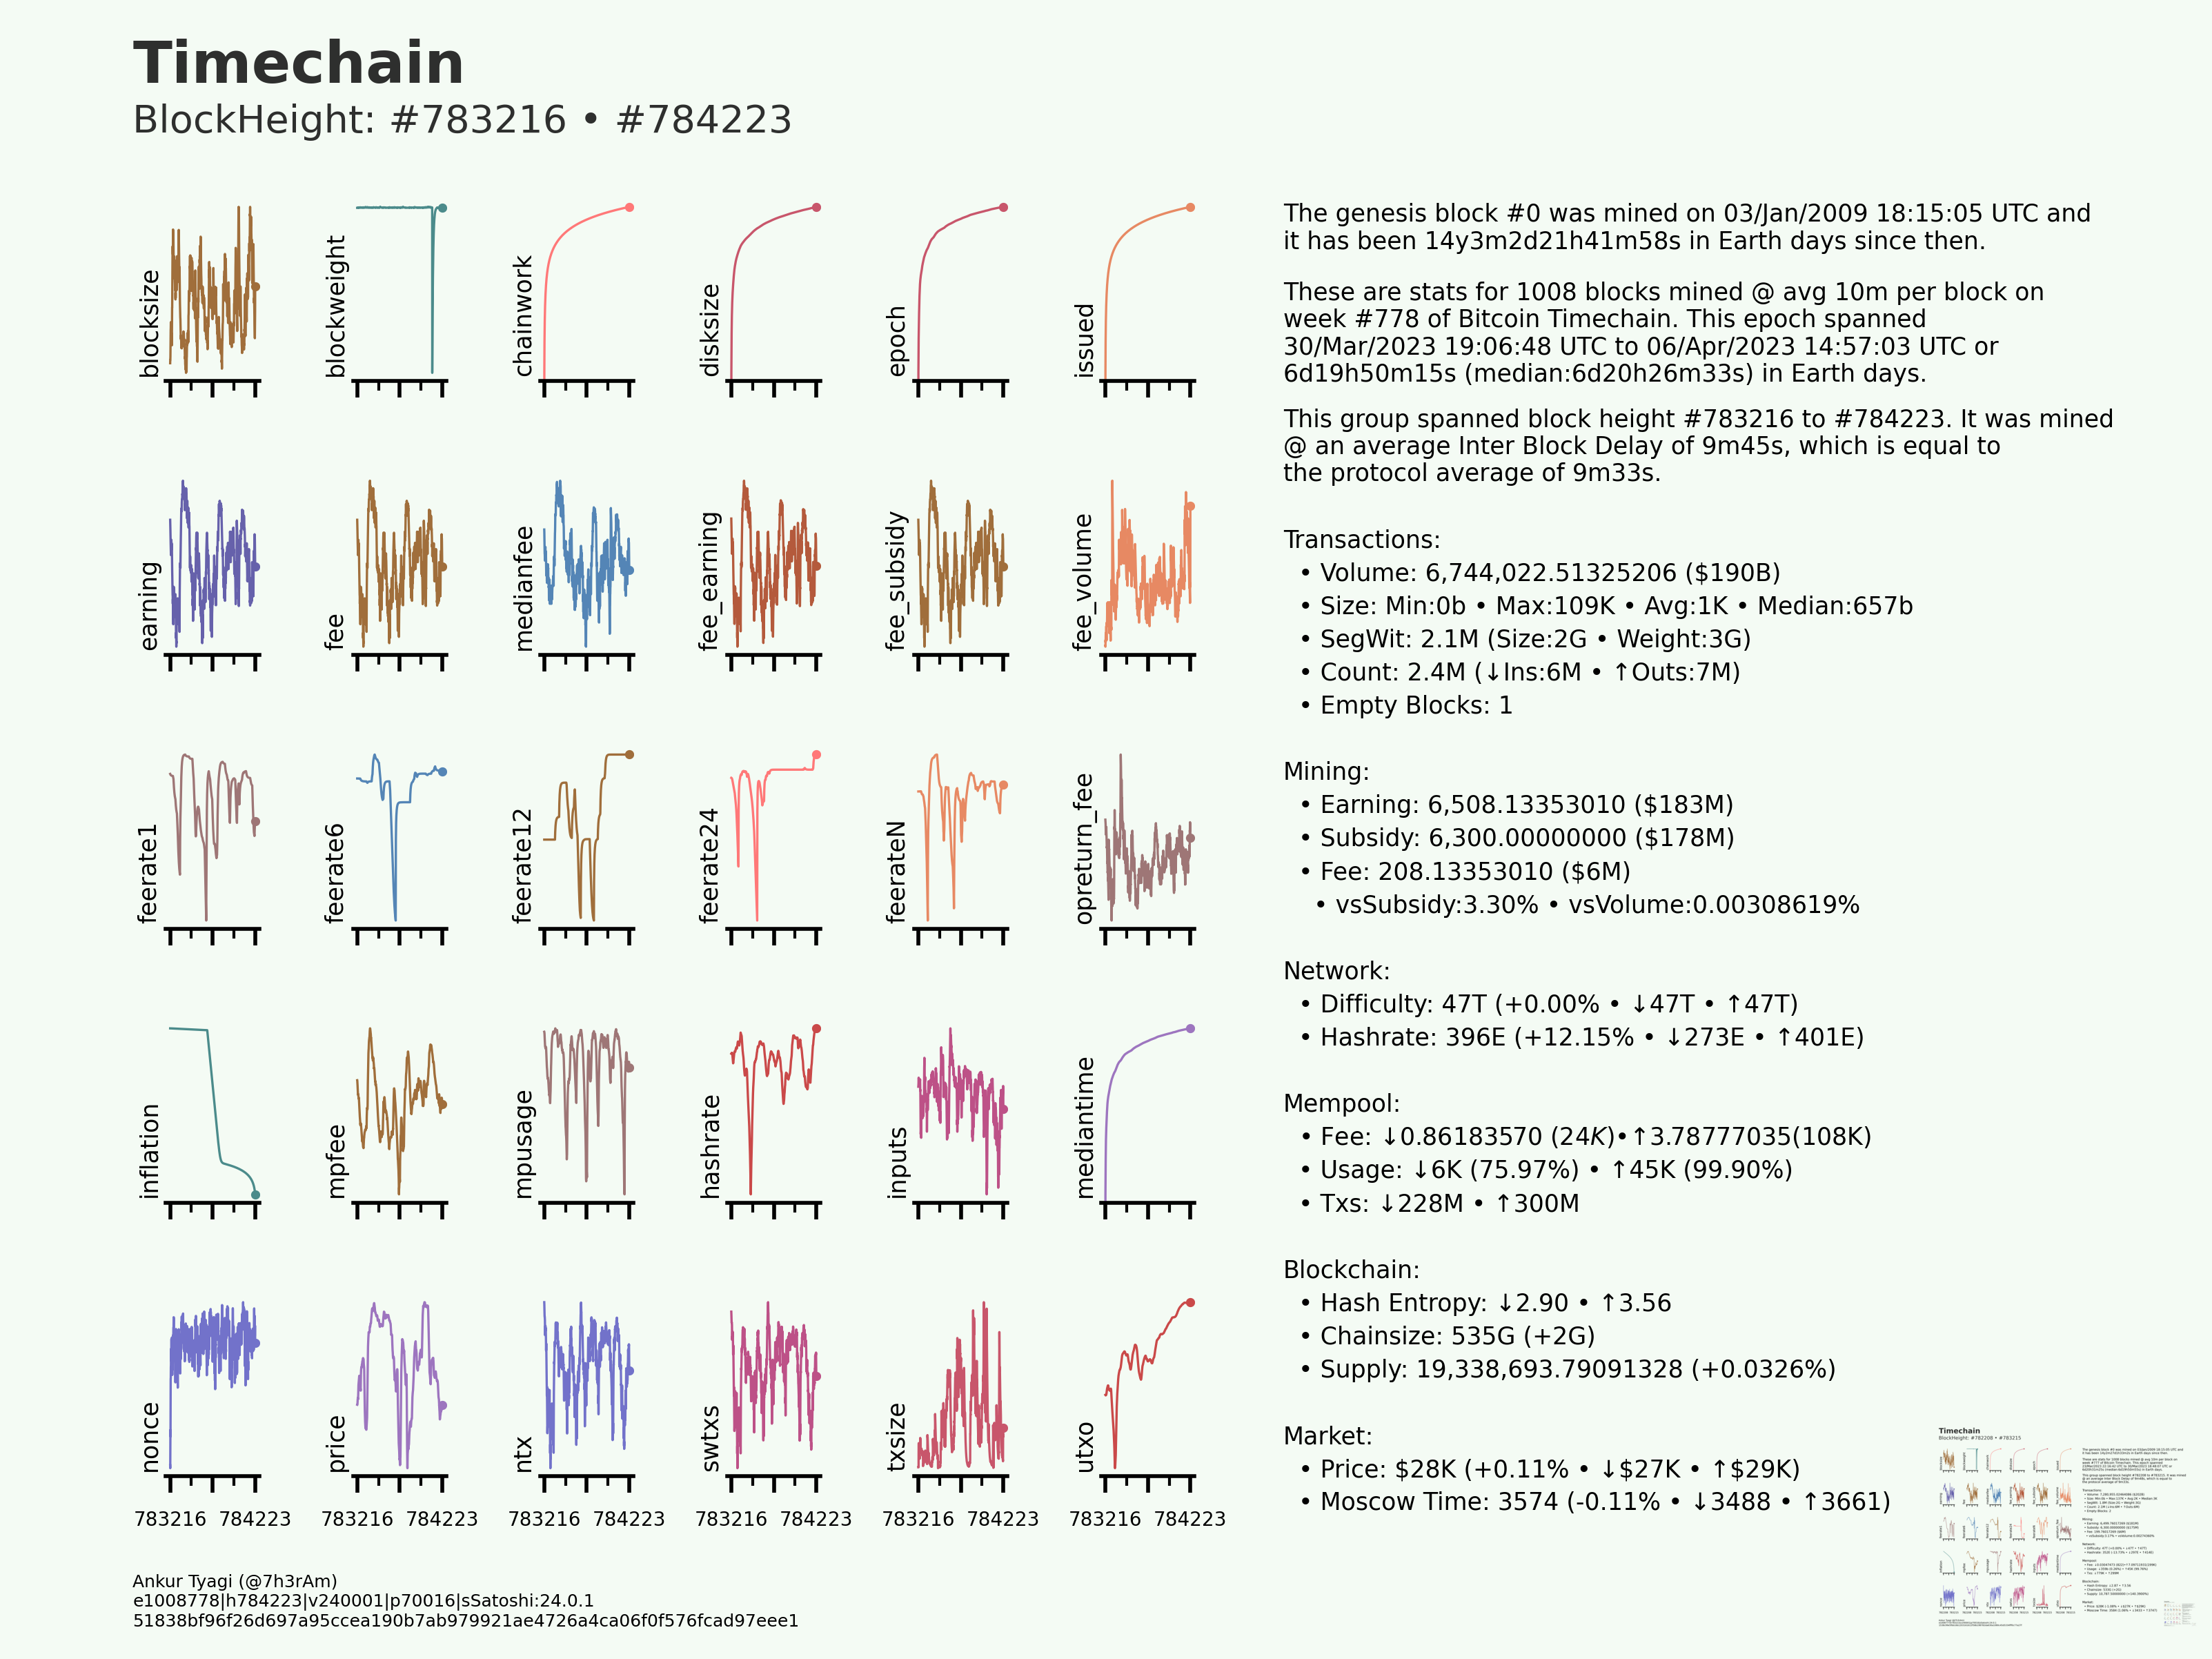 Timechain
BlockHeight: #783216 • #784223
blocksize
blockweight
chainwork
disksize
epoch
issued
earning
fee
medianfee
fee_earning
fee_subsidy
fee_volume
feerate1
feerate6
feerate12
feerate24
feerateN
opreturn_fee
inflation
mpfee
mpusage
hashrate
inputs
mediantime
nonce
price
ntx
swtxs
txsize
utxo
783216 784223 783216 784223 783216 784223 783216 784223 783216 784223 783216 784223
The genesis block #0 was mined on 03/Jan/2009 18:15:05 UTC and
it has been 14y3m2d21h41m58s in Earth days since then.
These are stats for 1008 blocks mined @ avg 10m per block on
week #778 of Bitcoin Timechain. This epoch spanned
30/Mar/2023 19:06:48 UTC to 06/Apr/2023 14:57:03 UTC or
6d19h50m15s (median:6d20h26m33s) in Earth days.
This group spanned block height #783216 to #784223. It was mined
@ an average Inter Block Delay of 9m45s, which is equal to
the protocol average of 9m33s.
Transactions:
• Volume: 6,744,022.51325206 ($190B)
• Size: Min:0b • Max:109K • Avg:1K • Median:657b
• SegWit: 2.1M (Size:2G • Weight:3G)
• Count: 2.4M (↓Ins:6M • ↑Outs:7M)
• Empty Blocks: 1
Mining:
• Earning: 6,508.13353010 ($183M)
• Subsidy: 6,300.00000000 ($178M)
• Fee: 208.13353010 ($6M)
• vsSubsidy:3.30% • vsVolume:0.00308619%
Network:
• Difficulty: 47T (+0.00% • ↓47T • ↑47T)
• Hashrate: 396E (+12.15% • ↓273E • ↑401E)
Mempool:
• Fee: ↓0.86183570 (24K)•↑3.78777035(108K)
• Usage: ↓6K (75.97%) • ↑45K (99.90%)
• Txs: ↓228M • ↑300M
Blockchain:
• Hash Entropy: ↓2.90 • ↑3.56
• Chainsize: 535G (+2G)
• Supply: 19,338,693.79091328 (+0.0326%)
Market:
• Price: $28K (+0.11% • ↓$27K • ↑$29K)
• Moscow Time: 3574 (-0.11% • ↓3488 • ↑3661)
Timechain
BlockHeight: #782208 • #783215
Ankur Tyagi (@7h3rAm)
e1008778|h784223|v240001|p70016|sSatoshi:24.0.1
51838bf96f26d697a95ccea190b7ab979921ae4726a4ca06f0f576fcad97eee1